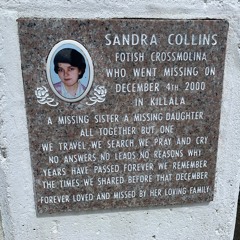 SANDRA COLLINS
FOTISH CROSSMOLINA
WHO WENT MISSING ON
DECEMBER 4TH. 2000
IN KILLALA
A MISSING SISTER A MISSING DAUGHTER
ALL TOGETHER BUT ONE
WE TRAVEL WE SEARCH WE PRAY AND CRY
NO ANSWERS NO LEADS NO REASONS WHY
YEARS HAVE PASSED FOREVER WE REMEMBER
THE TIMES WE SHARED BEFORE THAT DECEMBER
FOREVER LOVED AND MISSED BY HER LOVING FAMILY